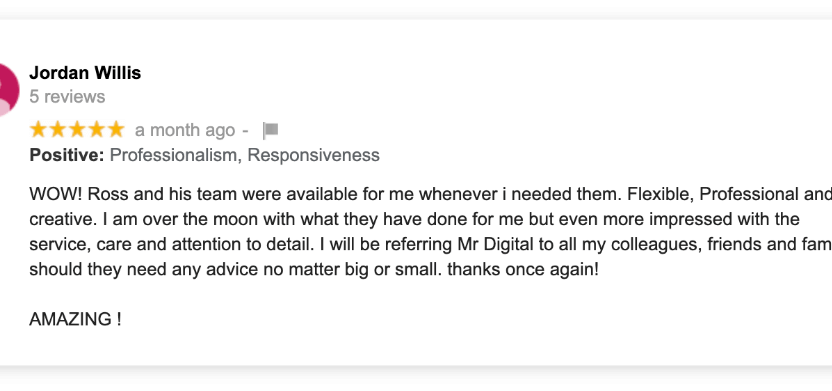 Jordan Willis
5 reviews
a month ago -
Positive: Professionalism, Responsiveness
WOW! Ross and his team were available for me whenever i needed them. Flexible, Professional and
creative. I am over the moon with what they have done for me but even more impressed with the
service, care and attention to detail. I will be referring Mr Digital to all my colleagues, friends and fam
should they need any advice no matter big or small. thanks once again!
AMAZING !